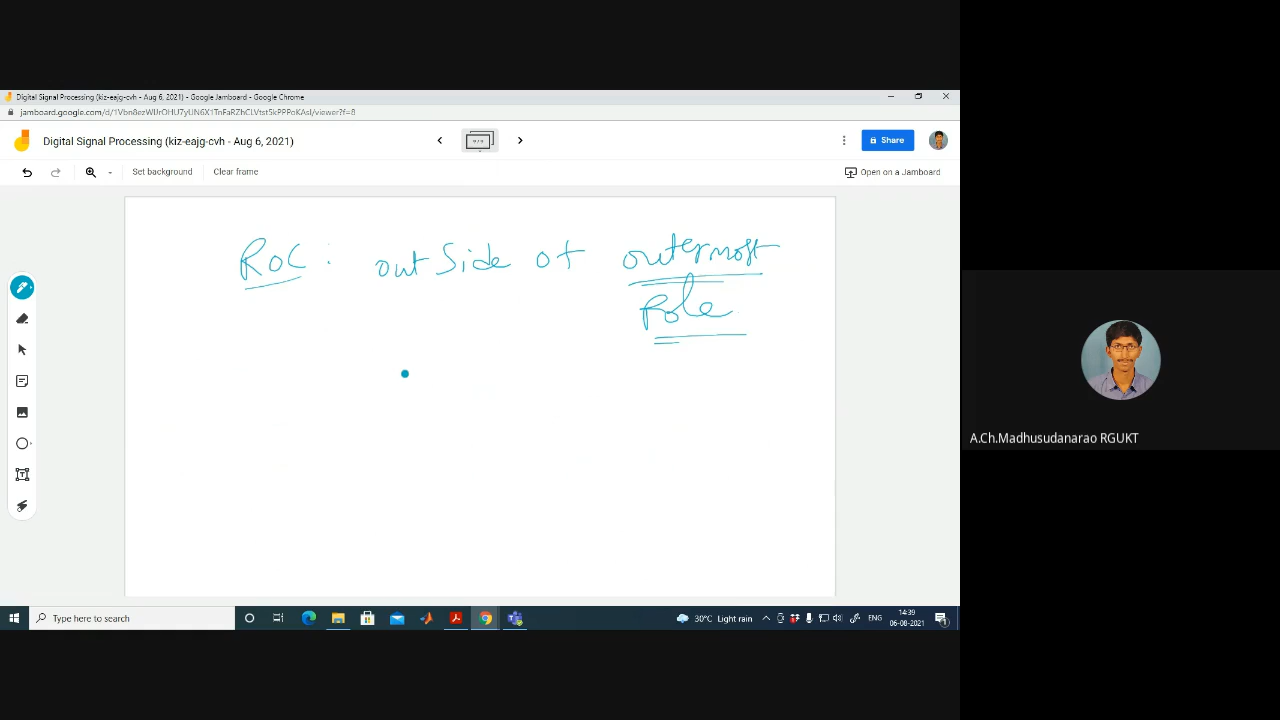 Digital Signal Processing (kiz-eajg-cvh - Aug 6, 2021) - Google Jamboard - Google Chrome
Digital Signal Processing (kiz-eajg-cvh - Aug 6, 2021)
Share
Set background
Clear frame
Open on a Jamboard
ROC : outside of outermost
Pole
A.Ch.Madhusudanarao RGUKT
Type here to search
30°C Light rain
ENG
14:39
06-08-2021